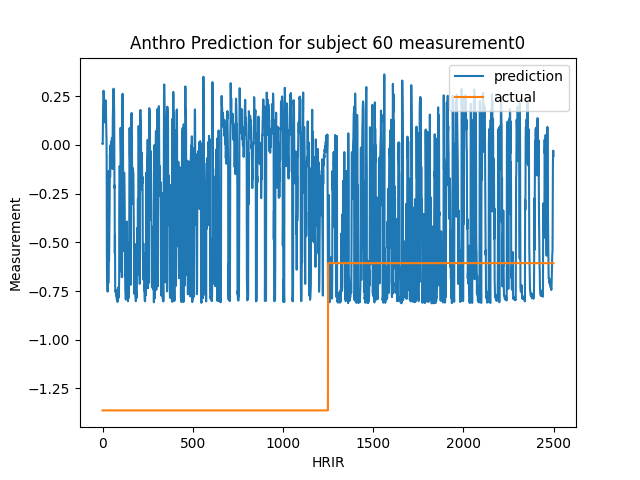 Anthro Prediction for subject 60 measurement0
prediction
actual
Measurement
0.25
0.00
−0.25
−0.50
−0.75
−1.00
−1.25
0 500 1000 1500 2000 2500
HRIR